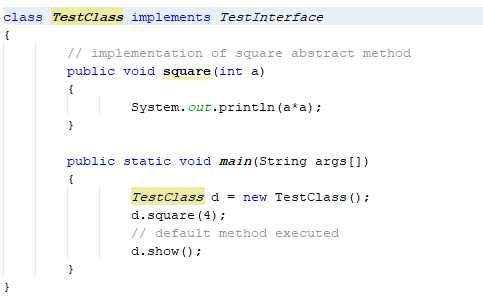 class TestClass implements TestInterface
{
// implementation of square abstract method
public void square(int a)
{
System.out.println(a*a);
}
public static void main(String args[])
{
TestClass d = new TestClass();
d.square(4);
// default method executed
d.show();
}
}